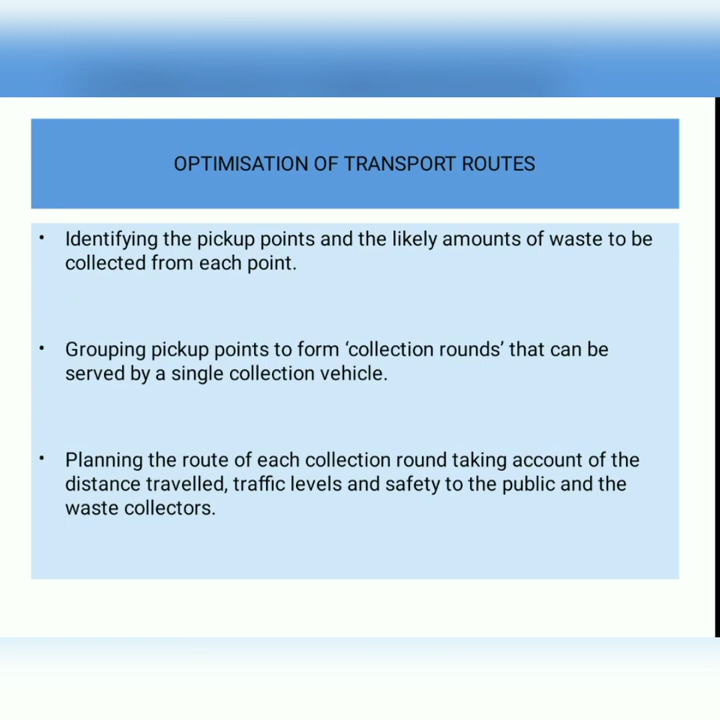 OPTIMISATION OF TRANSPORT ROUTES
• Identifying the pickup points and the likely amounts of waste to be
collected from each point.
• Grouping pickup points to form ‘collection rounds’ that can be
served by a single collection vehicle.
• Planning the route of each collection round taking account of the
distance travelled, traffic levels and safety to the public and the
waste collectors.